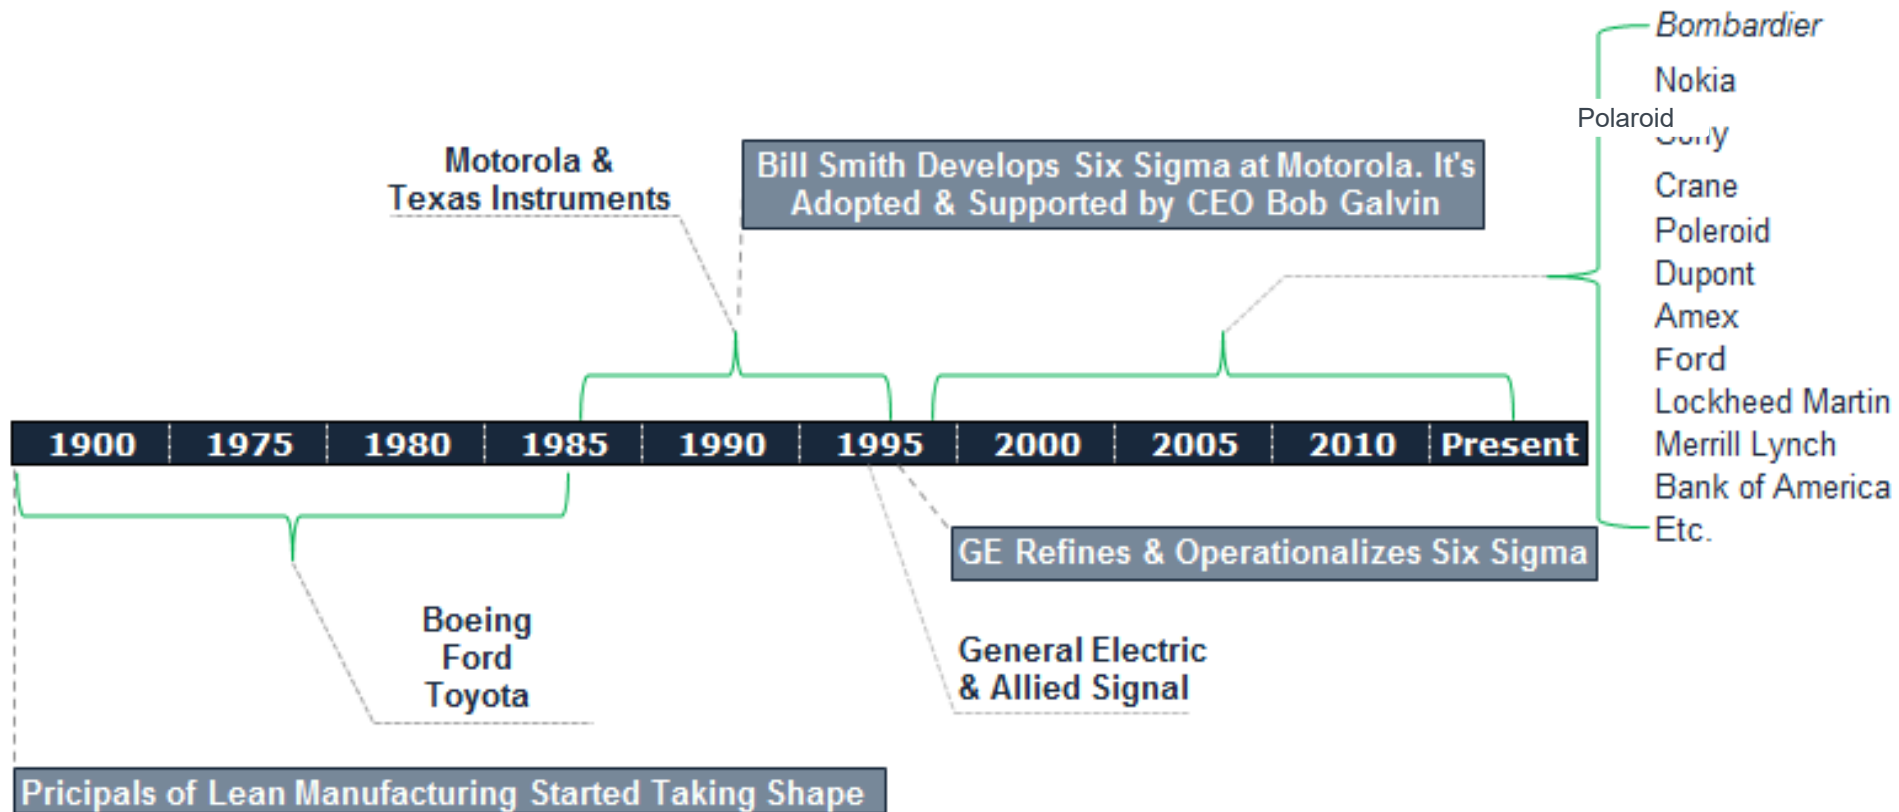 Bombardier
Nokia
Polaroid
Crane
Poleroid
Dupont
Amex
Ford
Lockheed Martin
Merrill Lynch
Bank of America
Etc.
Motorola &
Texas Instruments
Bill Smith Develops Six Sigma at Motorola. It's
Adopted & Supported by CEO Bob Galvin
1900 1975 1980 1985 1990 1995 2000 2005 2010 Present
GE Refines & Operationalizes Six Sigma
Boeing
Ford
Toyota
General Electric
& Allied Signal
Pricipals of Lean Manufacturing Started Taking Shape